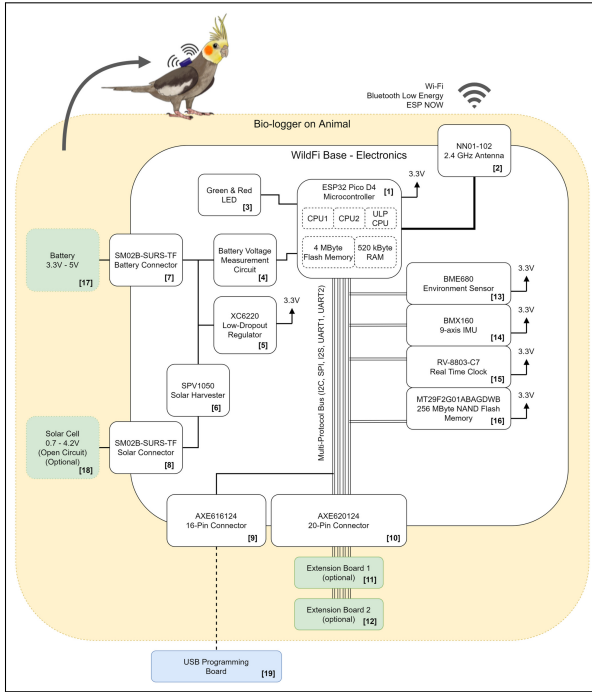 Wi-Fi
Bluetooth Low Energy
ESP NOW
Bio-logger on Animal
NN01-102
2.4 GHz Antenna
[2]
WildFi Base - Electronics
ESP32 Pico D4
Microcontroller
[1]
3.3V
CPU1
CPU2
ULP
CPU
4 MByte
Flash Memory
520 kByte
RAM
Green & Red
LED
[3]
Battery
3.3V - 5V
[17]
SM02B-SURS-TF
Battery Connector
[7]
Battery Voltage
Measurement
Circuit
[4]
XC6220
Low-Dropout
Regulator
[5]
3.3V
SPV1050
Solar Harvester
[6]
Solar Cell
0.7 - 4.2V
(Open Circuit)
(Optional)
[18]
SM02B-SURS-TF
Solar Connector
[8]
Multi-Protocol Bus (I2C, SPI, I2S, UART1, UART2)
BME680
Environment Sensor
[13]
3.3V
BMX160
9-axis IMU
[14]
3.3V
RV-8803-C7
Real Time Clock
[15]
3.3V
MT29F2G01ABAGDWB
256 MByte NAND Flash
Memory
[16]
3.3V
AXE616124
16-Pin Connector
[9]
AXE620124
20-Pin Connector
[10]
Extension Board 1
(optional)
[11]
Extension Board 2
(optional)
[12]
USB Programming
Board
[19]